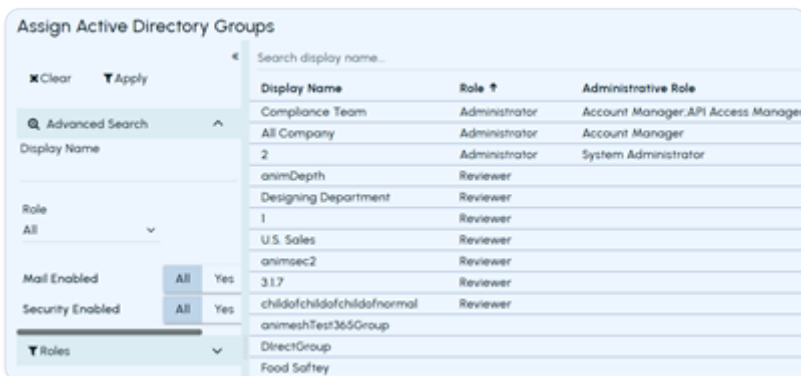 Assign Active Directory Groups
«
Clear Apply
Advanced Search
Display Name
Role
All
Mail Enabled All Yes
Security Enabled All Yes
Roles
Search display name...
Display Name Role ↑ Administrative Role
Compliance Team Administrator Account Manager,API Access Manager
All Company Administrator Account Manager
2 Administrator System Administrator
animDepth Reviewer
Designing Department Reviewer
1 Reviewer
U.S. Sales Reviewer
animsec2 Reviewer
3.1.7 Reviewer
childofchildofchildofnormal Reviewer
animeshTest365Group
DIrectGroup
Food Saftey